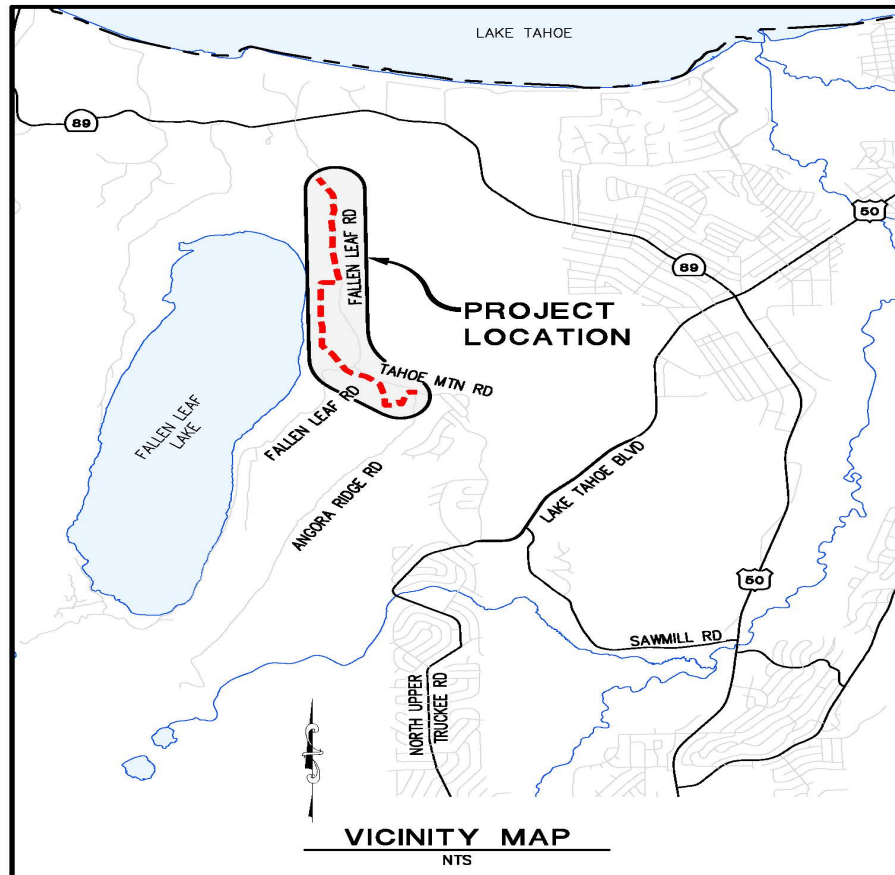 LAKE TAHOE
89
50
FALLEN LEAF RD
89
PROJECT
LOCATION
TAHOE MTN RD
FALLEN LEAF RD
FALLEN LEAF
LAKE
ANGORA RIDGE RD
LAKE TAHOE BLVD
50
SAWMILL RD
NORTH UPPER
TRUCKEE RD
VICINITY MAP
NTS